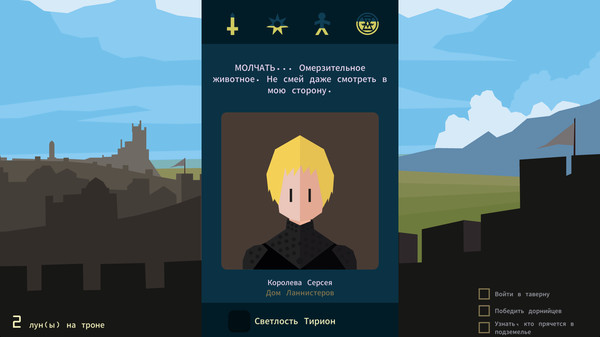 МОЛЧАТЬ... Омерзительное
животное. Не смей даже смотреть в
мою сторону.
Королева Серсея
Дом Ланнистеров
Светлость Тирион
2 лун(ы) на троне
Войти в таверну
Победить дорнийцев
Узнать, кто прячется в
подземелье